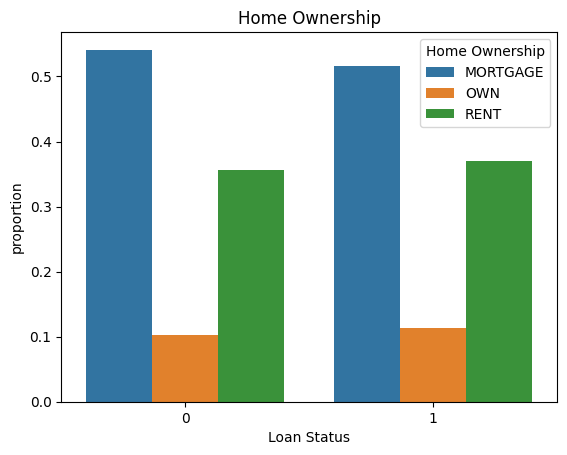 Home Ownership
Home Ownership
MORTGAGE
OWN
RENT
proportion
0.5
0.4
0.3
0.2
0.1
0.0
0 1
Loan Status